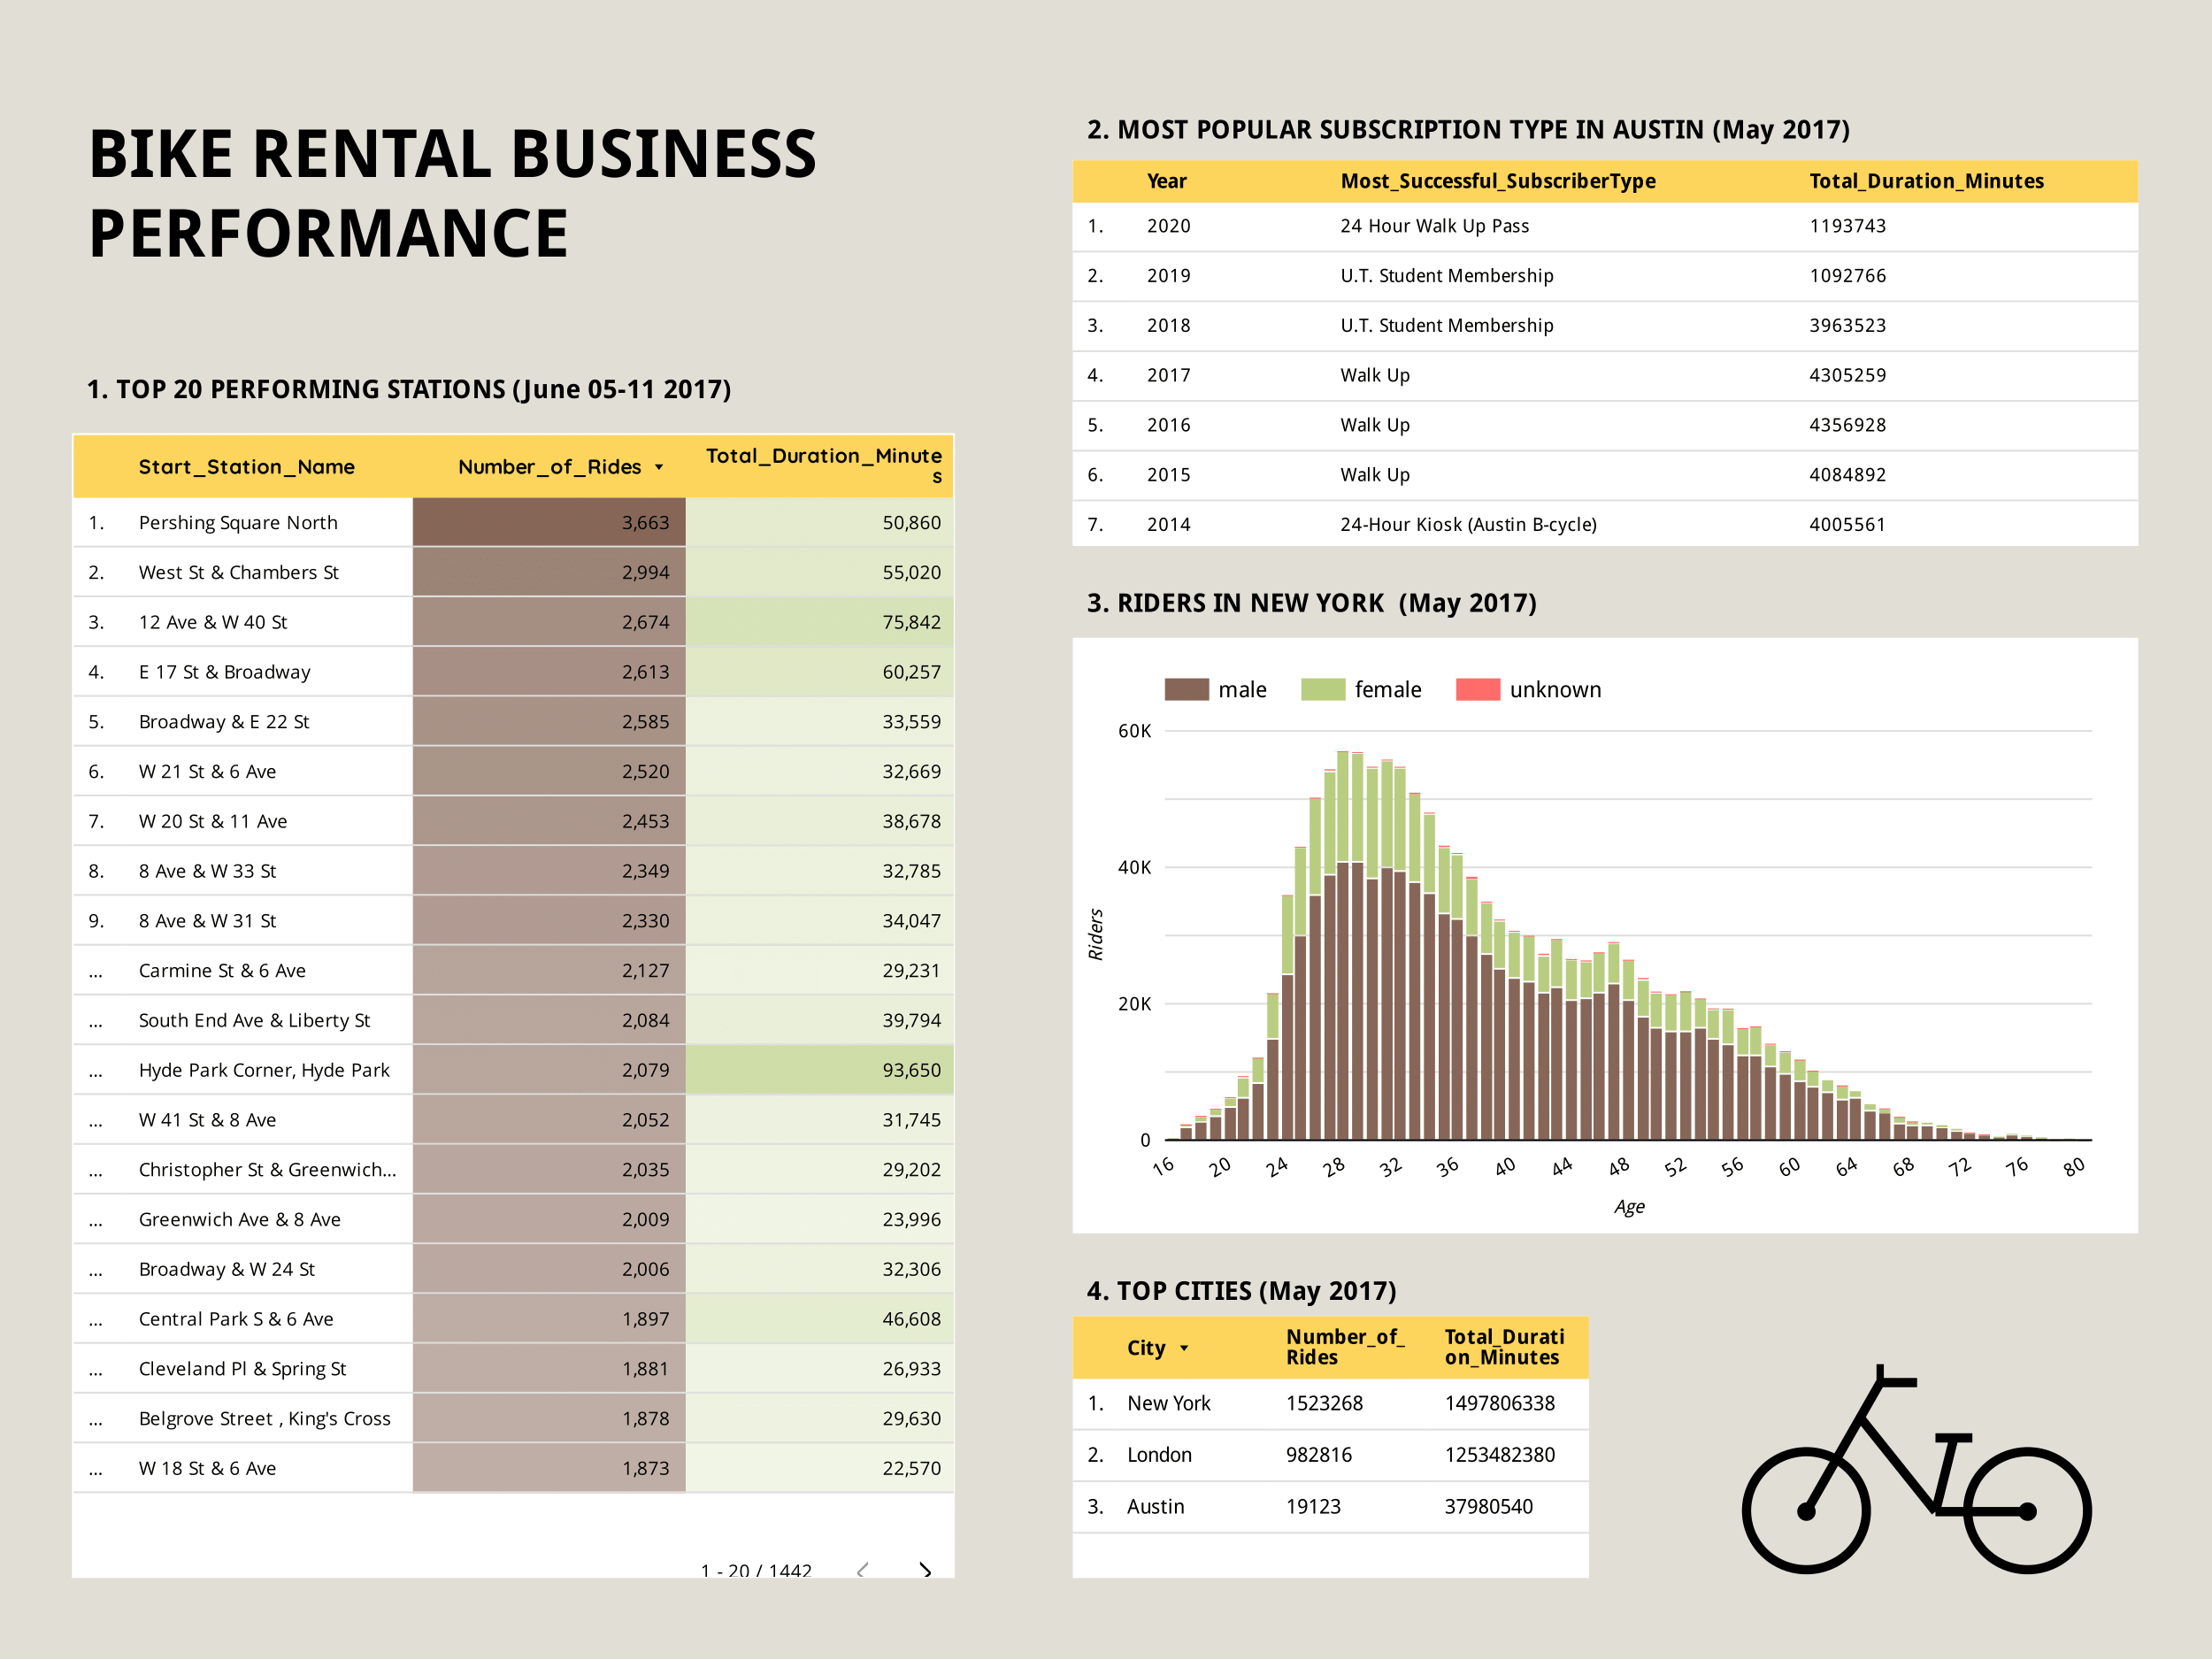 BIKE RENTAL BUSINESS
PERFORMANCE
1. TOP 20 PERFORMING STATIONS (June 05-11 2017)
Start_Station_Name Number_of_Rides Total_Duration_Minute
s
1. Pershing Square North 3,663 50,860
2. West St & Chambers St 2,994 55,020
3. 12 Ave & W 40 St 2,674 75,842
4. E 17 St & Broadway 2,613 60,257
5. Broadway & E 22 St 2,585 33,559
6. W 21 St & 6 Ave 2,520 32,669
7. W 20 St & 11 Ave 2,453 38,678
8. 8 Ave & W 33 St 2,349 32,785
9. 8 Ave & W 31 St 2,330 34,047
... Carmine St & 6 Ave 2,127 29,231
... South End Ave & Liberty St 2,084 39,794
... Hyde Park Corner, Hyde Park 2,079 93,650
... W 41 St & 8 Ave 2,052 31,745
... Christopher St & Greenwich... 2,035 29,202
... Greenwich Ave & 8 Ave 2,009 23,996
... Broadway & W 24 St 2,006 32,306
... Central Park S & 6 Ave 1,897 46,608
... Cleveland Pl & Spring St 1,881 26,933
... Belgrove Street , King's Cross 1,878 29,630
... W 18 St & 6 Ave 1,873 22,570
1 - 20 / 1442
2. MOST POPULAR SUBSCRIPTION TYPE IN AUSTIN (May 2017)
Year Most_Successful_SubscriberType Total_Duration_Minutes
1. 2020 24 Hour Walk Up Pass 1193743
2. 2019 U.T. Student Membership 1092766
3. 2018 U.T. Student Membership 3963523
4. 2017 Walk Up 4305259
5. 2016 Walk Up 4356928
6. 2015 Walk Up 4084892
7. 2014 24-Hour Kiosk (Austin B-cycle) 4005561
3. RIDERS IN NEW YORK (May 2017)
male female unknown
60K
40K
20K
0
Riders
16 20 24 28 32 36 40 44 48 52 56 60 64 68 72 76 80
Age
4. TOP CITIES (May 2017)
City Number_of_ Total_Durati
Rides on_Minutes
1. New York 1523268 1497806338
2. London 982816 1253482380
3. Austin 19123 37980540